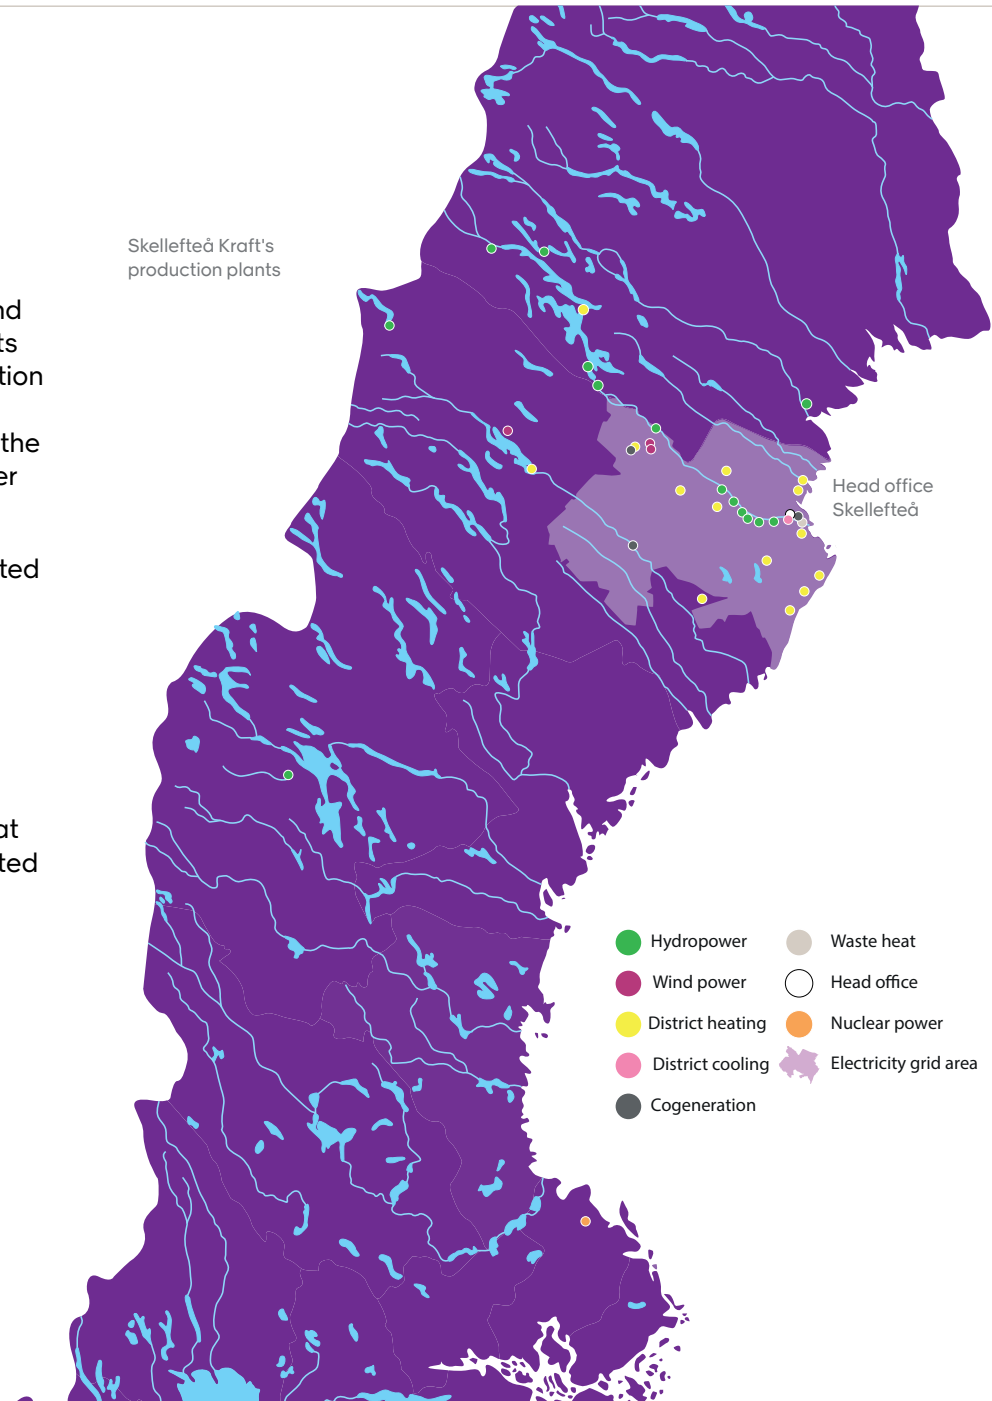 Skellefteå Kraft's
production plants
nd
ts
tion
the
er
ted
at
ted
Head office
Skellefteå
Hydropower
Wind power
District heating
District cooling
Cogeneration
Waste heat
Head office
Nuclear power
Electricity grid area